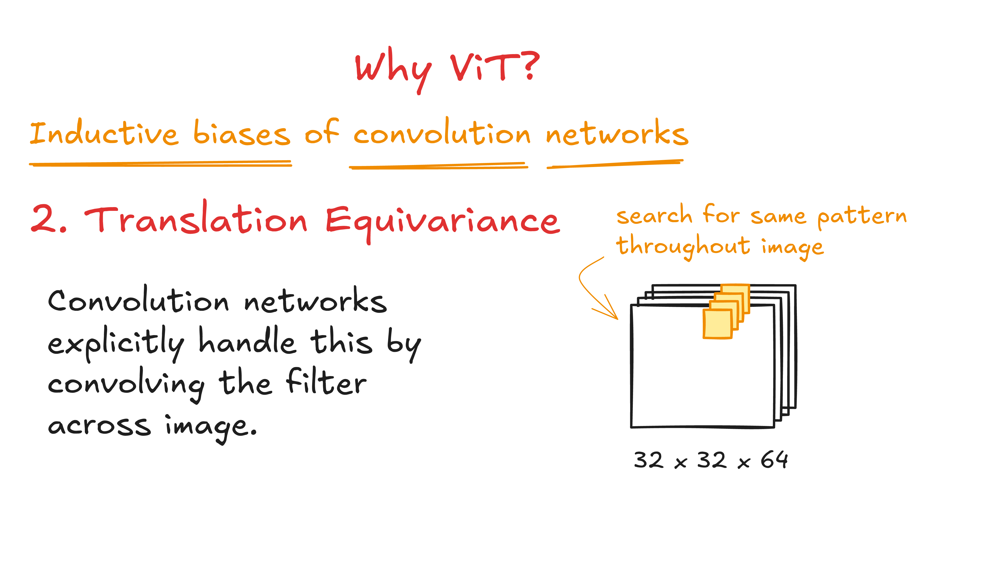 Why ViT?
Inductive biases of convolution networks
2. Translation Equivariance
search for same pattern
throughout image
Convolution networks
explicitly handle this by
convolving the filter
across image.
32 x 32 x 64